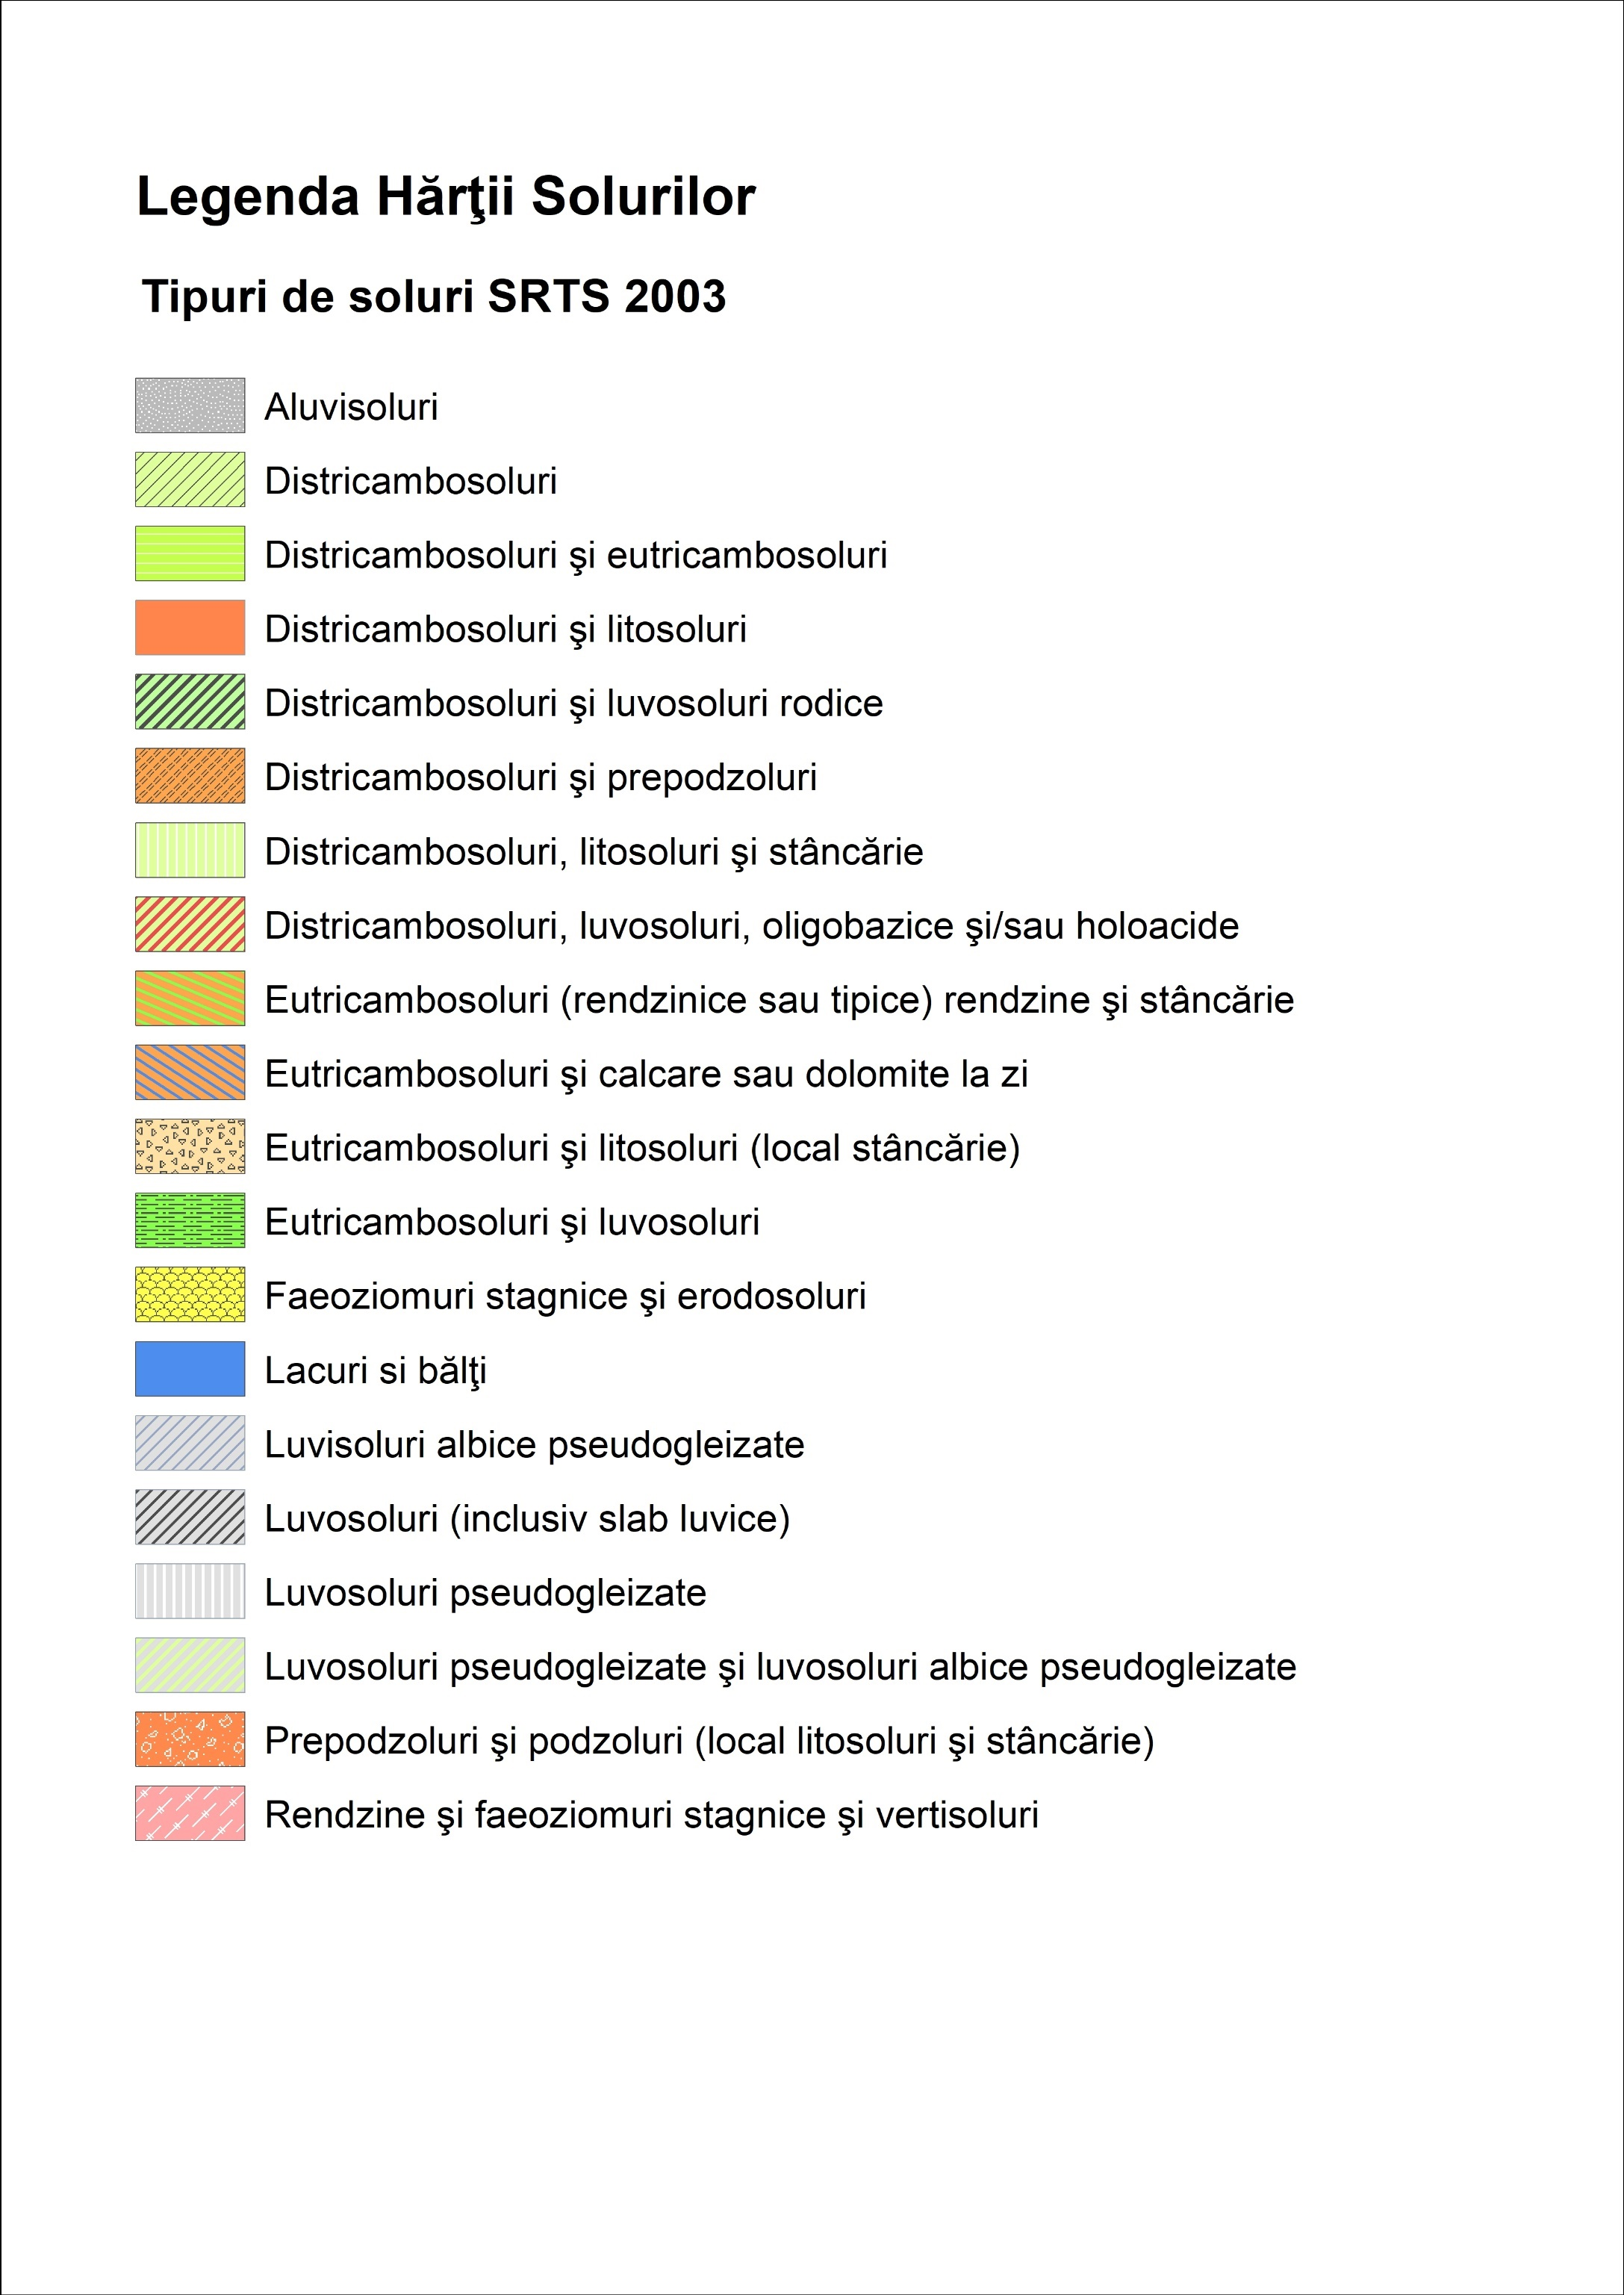 Legenda Hărţii Solurilor
Tipuri de soluri SRTS 2003
Aluvisoluri
Districambosoluri
Districambosoluri şi eutricambosoluri
Districambosoluri şi litosoluri
Districambosoluri şi luvosoluri rodice
Districambosoluri şi prepodzoluri
Districambosoluri, litosoluri şi stâncărie
Districambosoluri, luvosoluri, oligobazice şi/sau holoacide
Eutricambosoluri (rendzinice sau tipice) rendzine şi stâncărie
Eutricambosoluri şi calcare sau dolomite la zi
Eutricambosoluri şi litosoluri (local stâncărie)
Eutricambosoluri şi luvosoluri
Faeoziomuri stagnice şi erodosoluri
Lacuri si bălţi
Luvisoluri albice pseudogleizate
Luvosoluri (inclusiv slab luvice)
Luvosoluri pseudogleizate
Luvosoluri pseudogleizate şi luvosoluri albice pseudogleizate
Prepodzoluri şi podzoluri (local litosoluri şi stâncărie)
Rendzine şi faeoziomuri stagnice şi vertisoluri